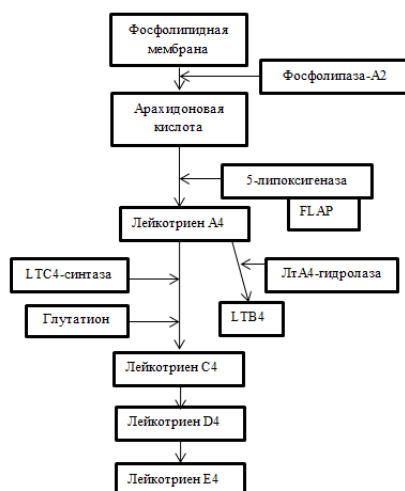 Фосфолипидная
мембрана
Фосфолипаза-А2
Арахидоновая
кислота
5-липоксигеназа
FLAP
Лейкотриен А4
LTC4-синтаза
ЛтА4-гидролаза
Глутатион
LTB4
Лейкотриен С4
Лейкотриен D4
Лейкотриен Е4